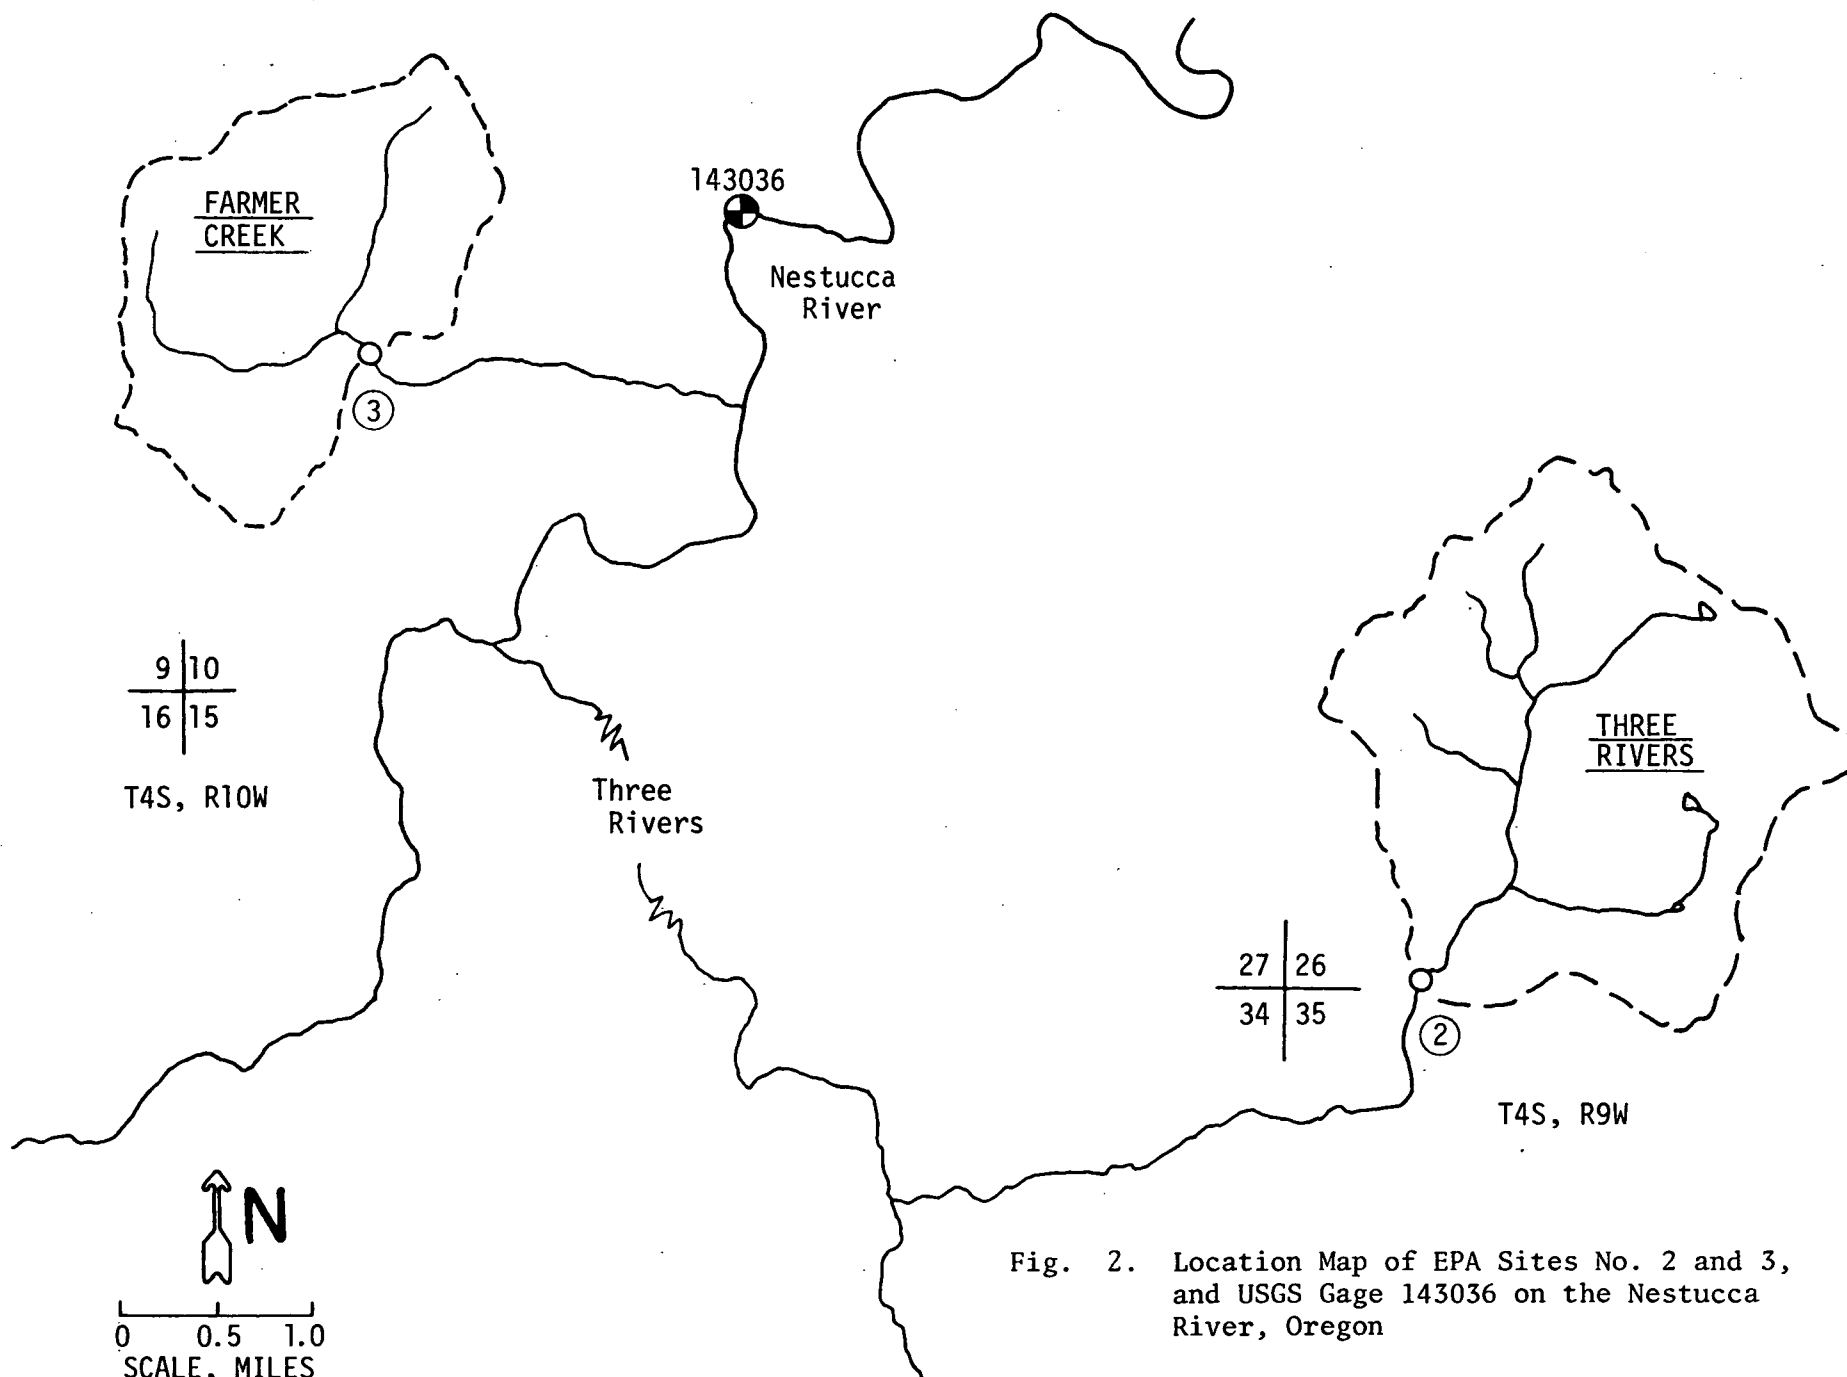 143036
FARMER
CREEK
Nestucca
River
3
9 10
16 15
T4S, R10W
THREE
RIVERS
Three
Rivers
27 26
34 35
2
T4S, R9W
N
Fig. 2. Location Map of EPA Sites No. 2 and 3,
and USGS Gage 143036 on the Nestucca
River, Oregon
0 0.5 1.0
SCALE, MILES